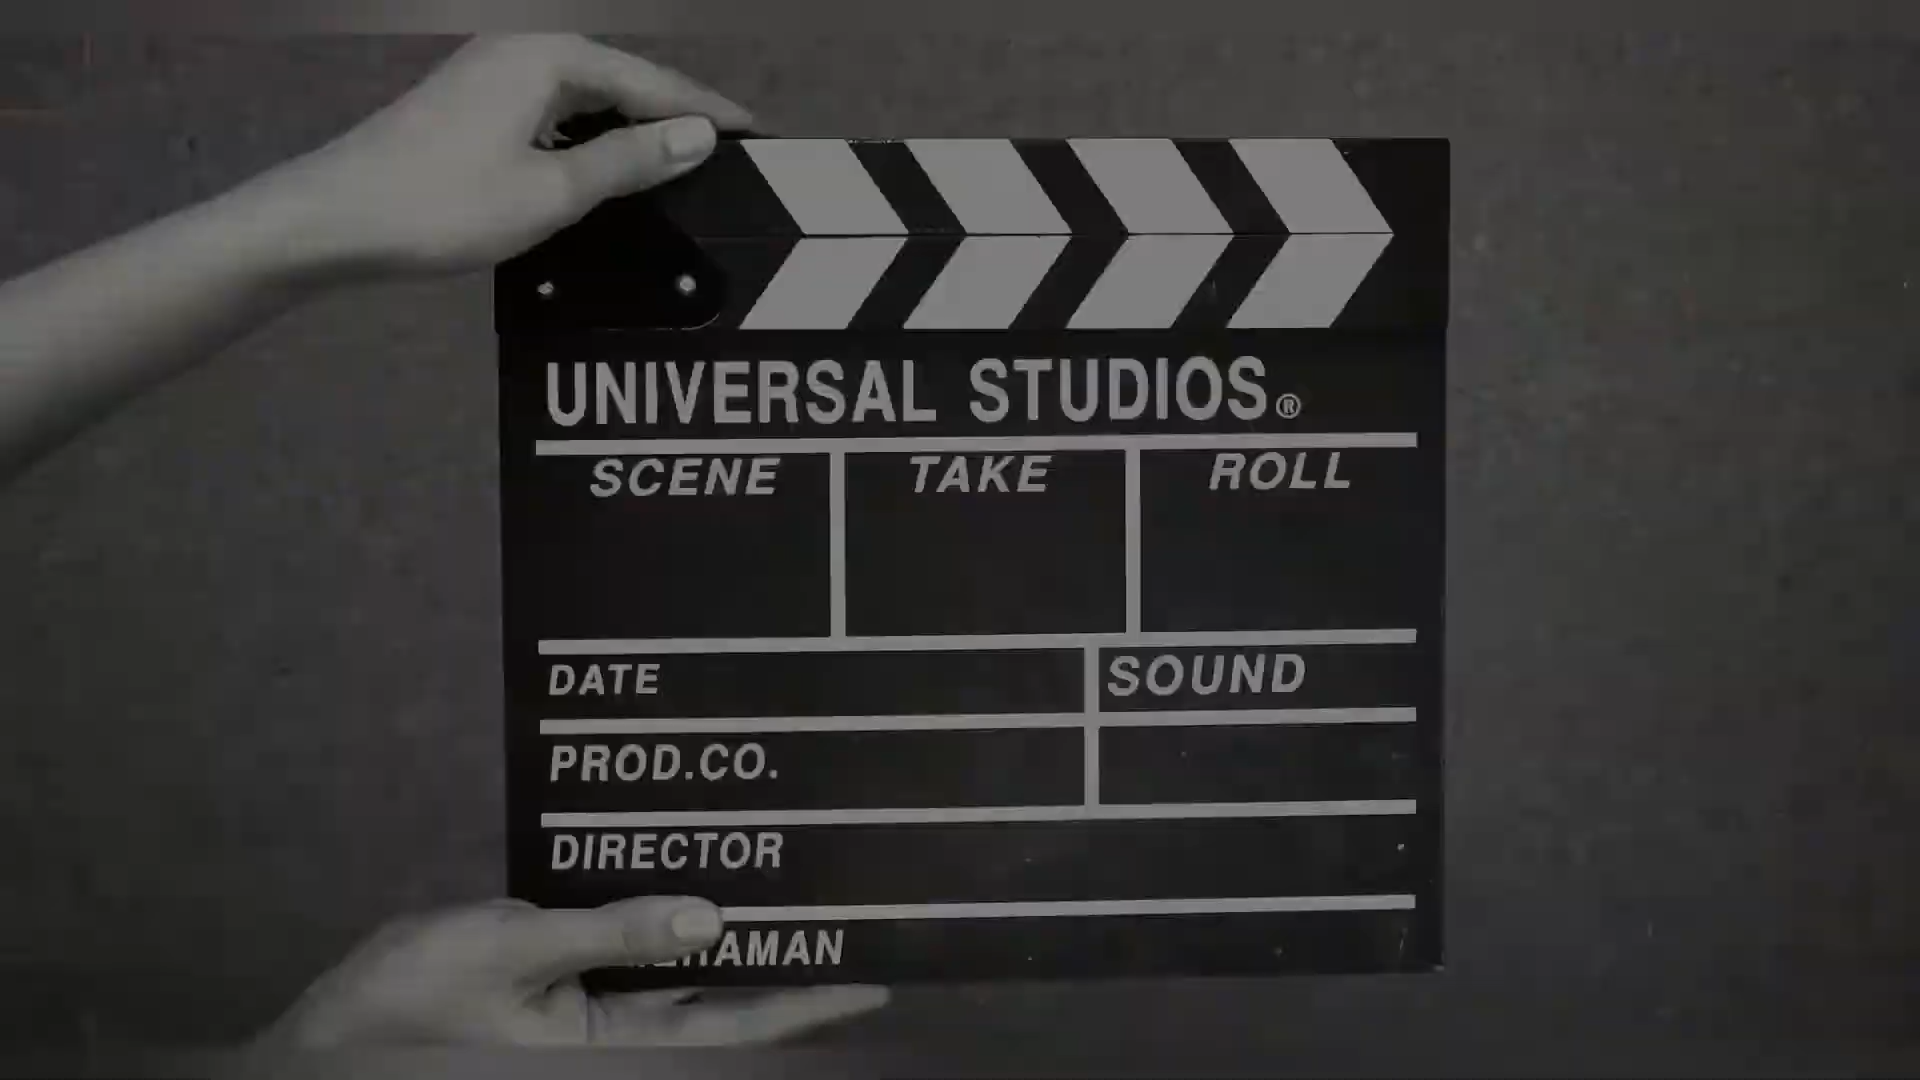 UNIVERSAL STUDIOS®
SCENE TAKE ROLL
DATE SOUND
PROD.CO.
DIRECTOR